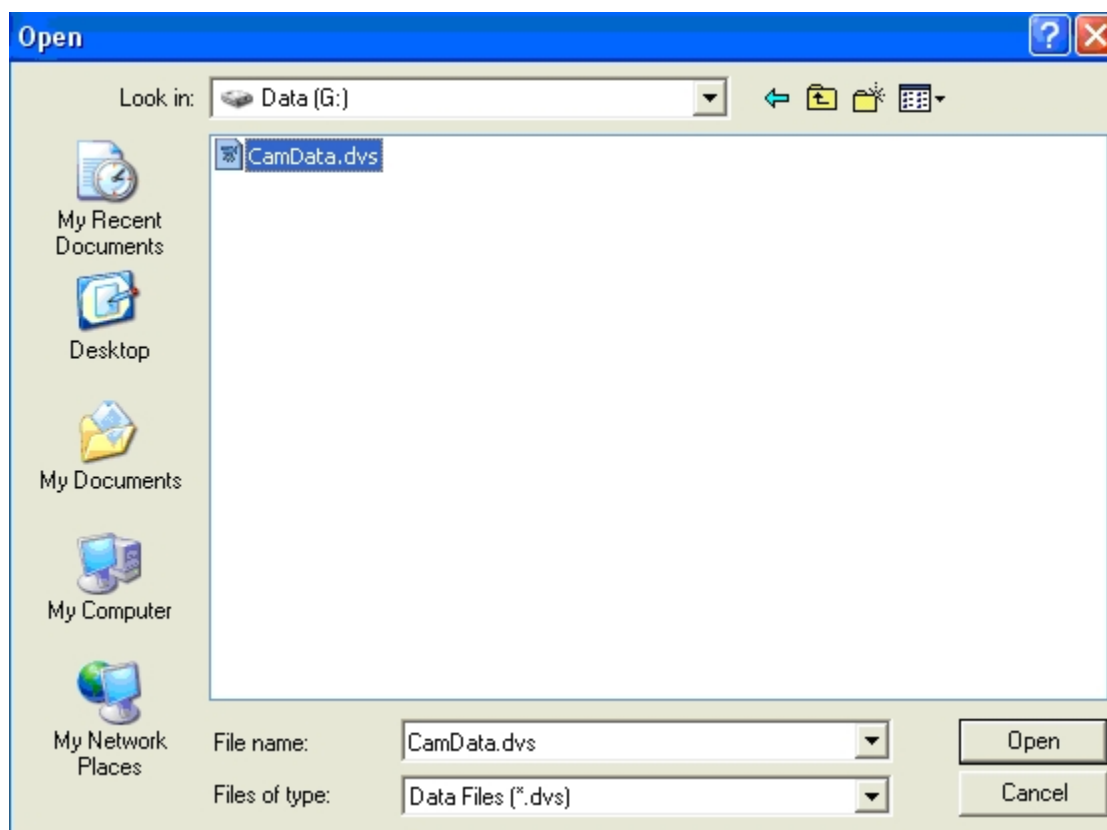 Open
Look in: Data (G:)
CamData.dvs
My Recent
Documents
Desktop
My Documents
My Computer
My Network
Places
File name: CamData.dvs Open
Files of type: Data Files (*.dvs) Cancel